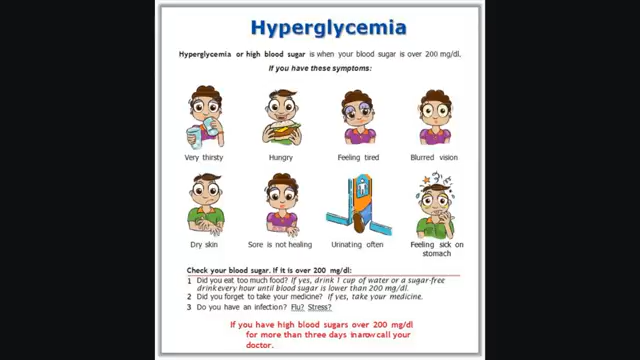 Hyperglycemia
Hyperglycemia or high blood sugar is when your blood sugar is over 200 mg/dl.
If you have these symptoms:
Very thirsty
Hungry
Feeling tired
Blurred vision
Dry skin
Sore is not healing
Urinating often
Feeling sick on
stomach
Check your blood sugar. If it is over 200 mg/dl:
1 Did you eat too much food? If yes, drink 1 cup of water or a sugar-free
drink every hour until blood sugar is lower than 200 mg/dl.
2 Did you forget to take your medicine? If yes, take your medicine.
3 Do you have an infection? Flu? Stress?
If you have high blood sugars over 200 mg/dl
for more than three days in a row call your
doctor.